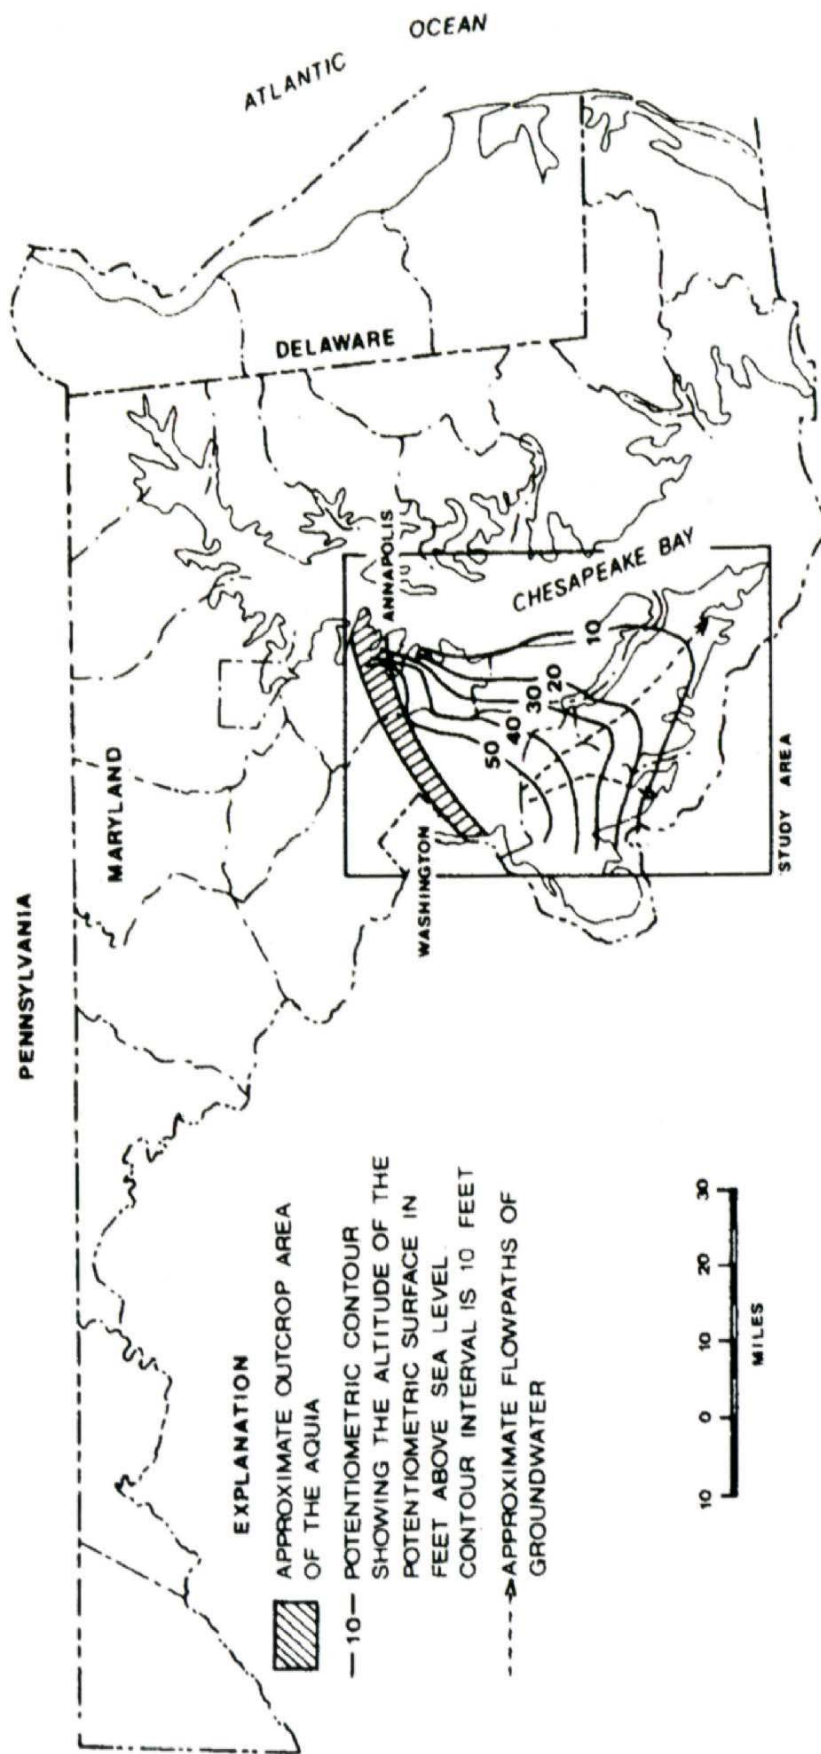 ATLANTIC OCEAN
PENNSYLVANIA
MARYLAND
DELAWARE
ANNAPOLIS
WASHINGTON
CHESAPEAKE BAY
50
40
30
20
10
STUDY AREA
EXPLANATION
APPROXIMATE OUTCROP AREA
OF THE AQUIA
—10— POTENTIOMETRIC CONTOUR
SHOWING THE ALTITUDE OF THE
POTENTIOMETRIC SURFACE IN
FEET ABOVE SEA LEVEL
CONTOUR INTERVAL IS 10 FEET
APPROXIMATE FLOWPATHS OF
GROUNDWATER
10 0 10 20 30
MILES